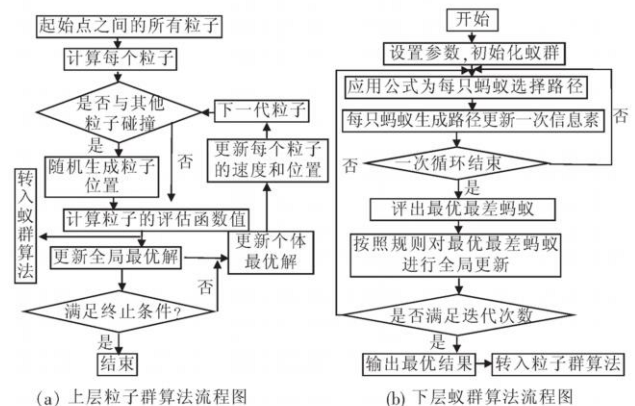 起始点之间的所有粒子
计算每个粒子
是否与其他
粒子碰撞
是
否
随机生成粒子
位置
计算粒子的评估函数值
转入蚁群算法
更新全局最优解
更新个体
最优解
更新每个粒子
的速度和位置
下一代粒子
满足终止条件?
否
是
结束
(a) 上层粒子群算法流程图
开始
设置参数,初始化蚁群
应用公式为每只蚂蚁选择路径
每只蚂蚁生成路径更新一次信息素
一次循环结束
否
否
是
评出最优最差蚂蚁
按照规则对最优最差蚂蚁
进行全局更新
是否满足迭代次数
是
输出最优结果
转入粒子群算法
(b) 下层蚁群算法流程图